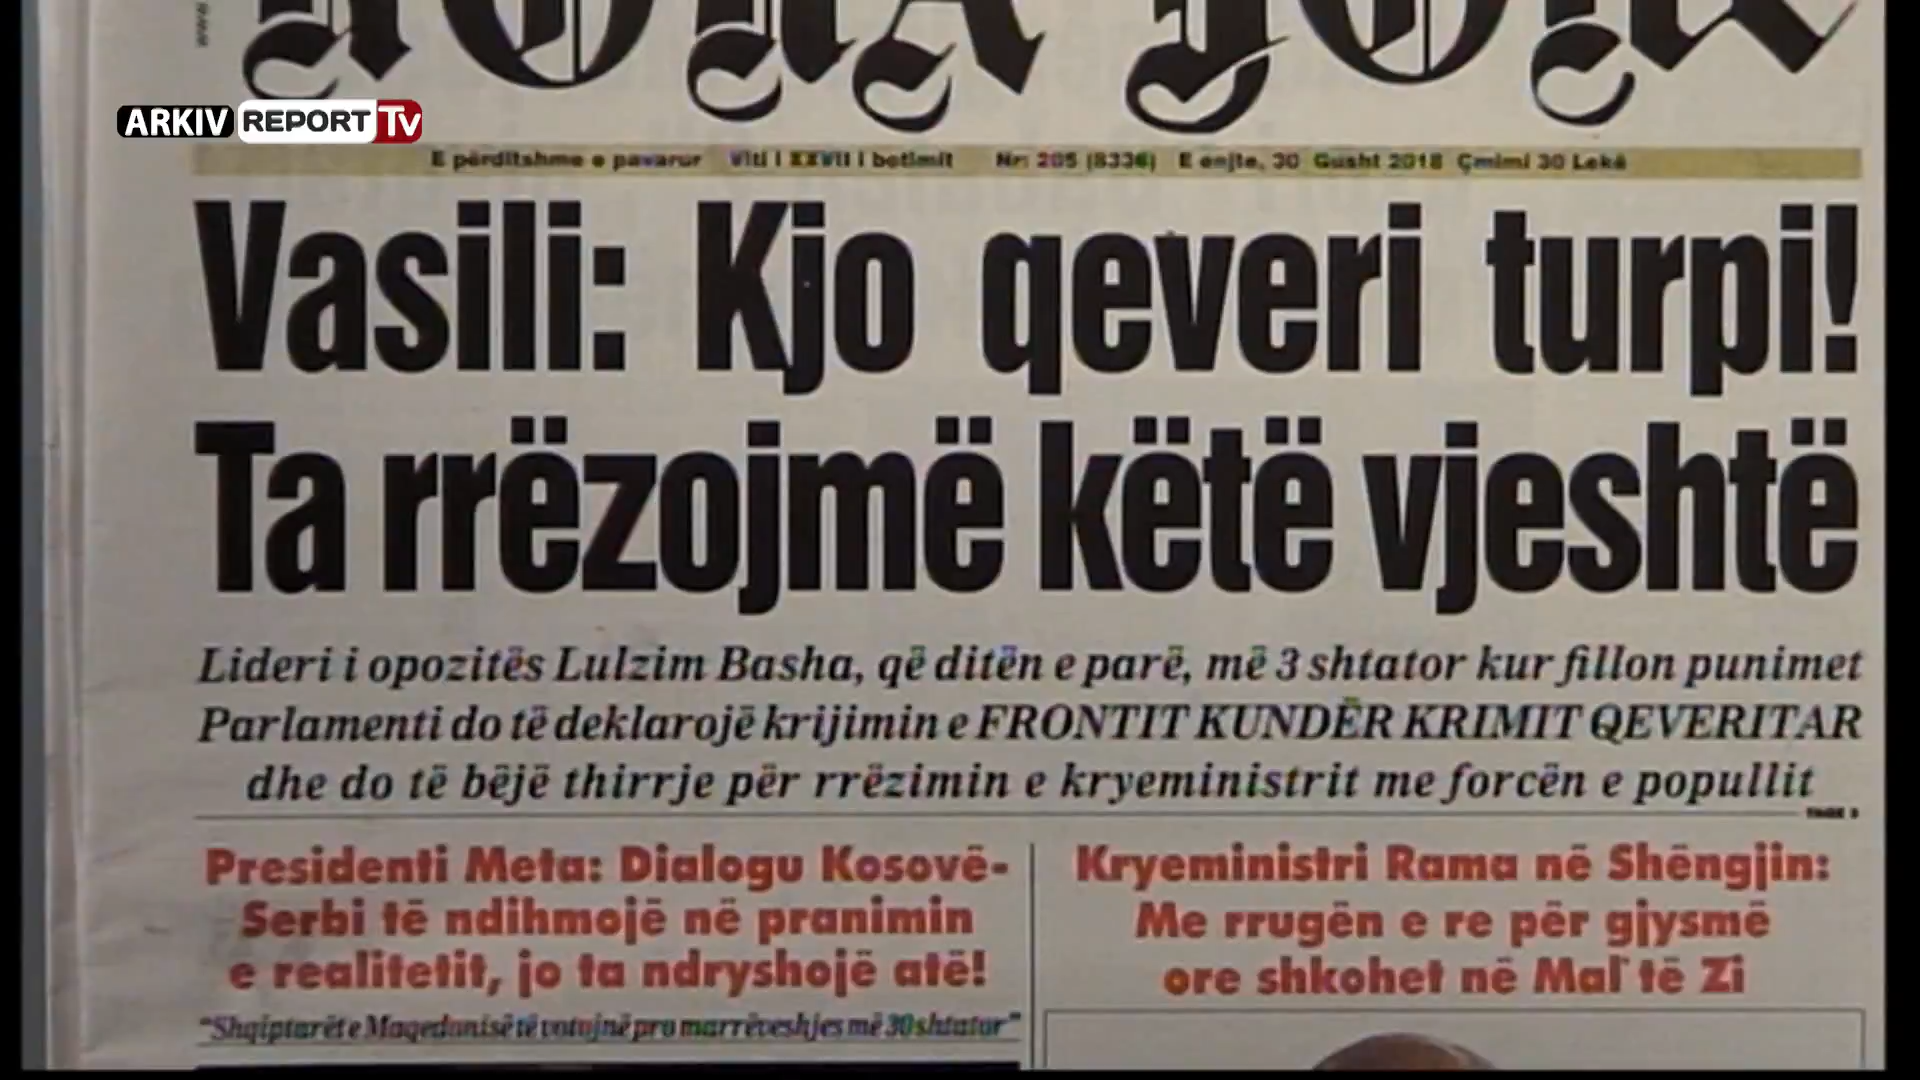 KOHA JONË
ARKIV REPORT Tv
E përditshme e pavarur Viti i XXVII i botimit Nr: 205 (8336) E enjte, 30 Gusht 2018 Çmimi 30 Lekë
Vasili: Kjo qeveri turpi!
Ta rrëzojmë këtë vjeshtë
Lideri i opozitës Lulzim Basha, që ditën e parë, më 3 shtator kur fillon punimet
Parlamenti do të deklarojë krijimin e FRONTIT KUNDËR KRIMIT QEVERITAR
dhe do të bëjë thirrje për rrëzimin e kryeministrit me forcën e popullit
Presidenti Meta: Dialogu Kosovë-
Serbi të ndihmojë në pranimin
e realitetit, jo ta ndryshojë atë!
"Shqiptarët e Maqedonisë të votojnë pro marrëveshjes më 30 shtator"
Kryeministri Rama në Shëngjin:
Me rrugën e re për gjysmë
ore shkohet në Mal të Zi